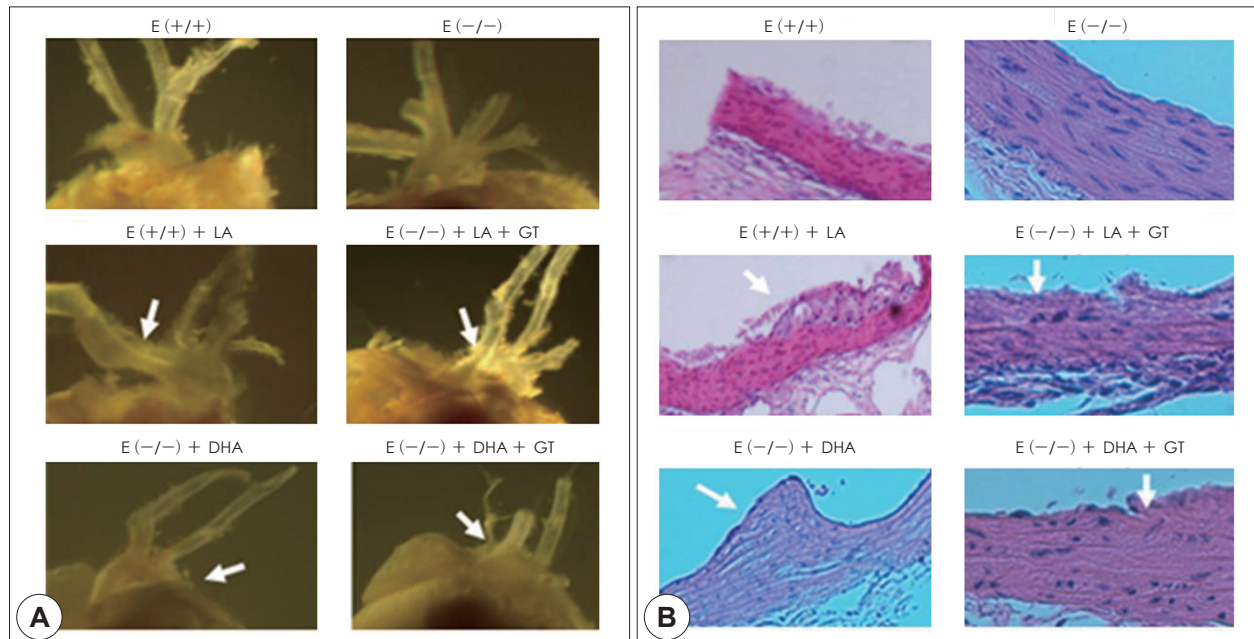 E (+/+)
E (−/−)
E (+/+) + LA
E (−/−) + LA + GT
E (−/−) + DHA
E (−/−) + DHA + GT
A
E (+/+)
E (−/−)
E (+/+) + LA
E (−/−) + LA + GT
E (−/−) + DHA
E (−/−) + DHA + GT
B